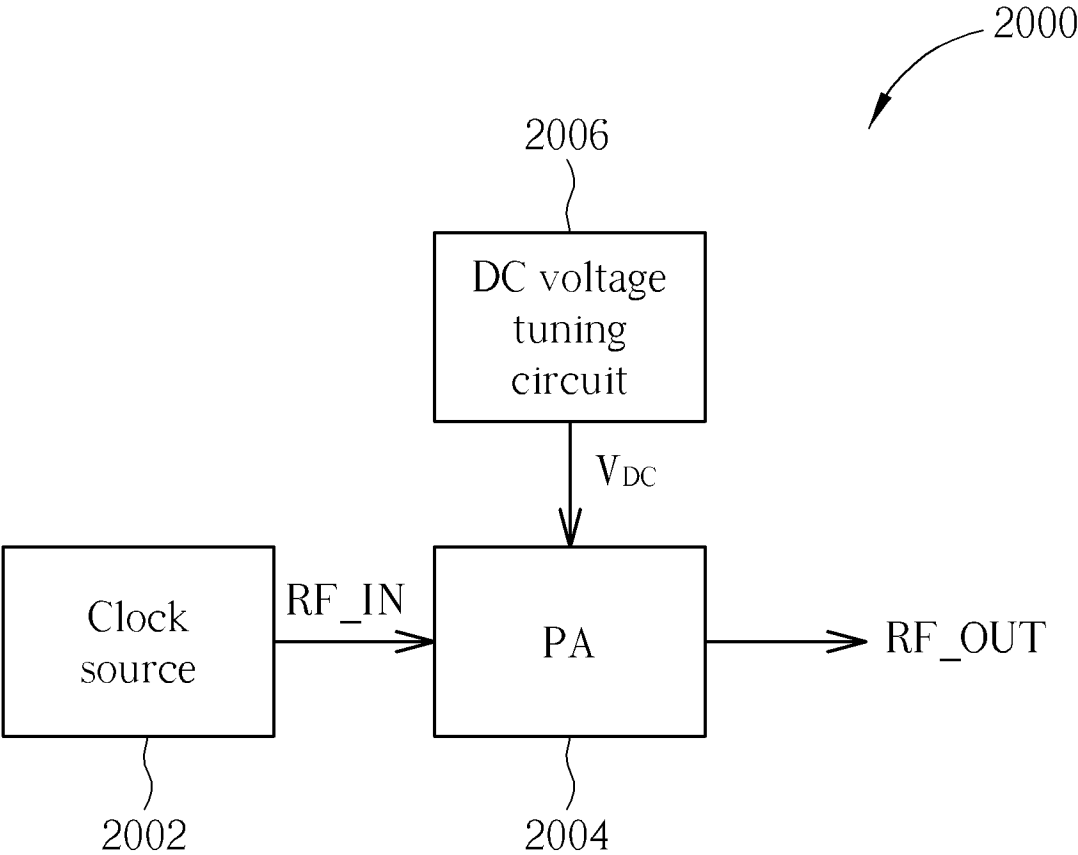 2000
2006
DC voltage
tuning
circuit
VDC
Clock
source
RF_IN
PA
RF_OUT
2002
2004